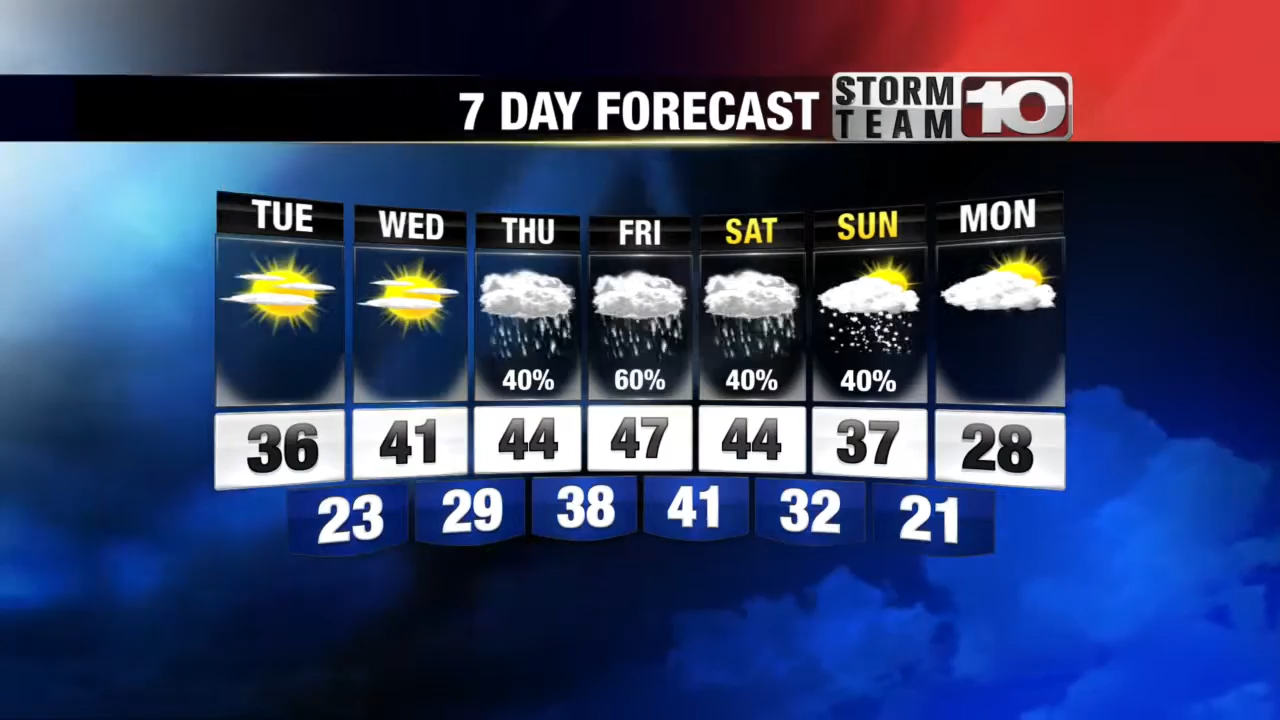 7 DAY FORECAST STORM TEAM 10
TUE WED THU FRI SAT SUN MON
40% 60% 40% 40%
36 41 44 47 44 37 28
23 29 38 41 32 21